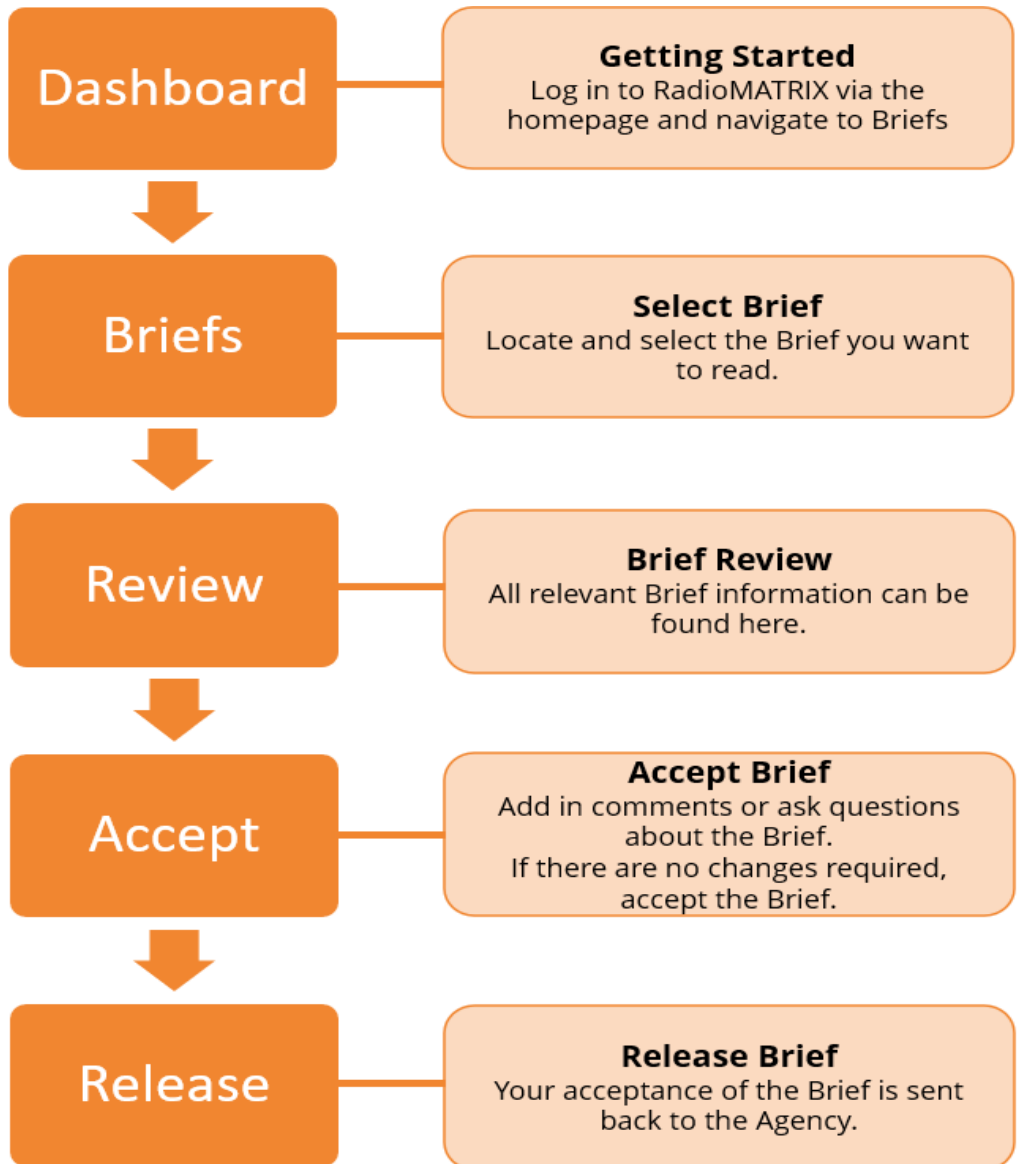 Dashboard
Getting Started
Log in to RadioMATRIX via the
homepage and navigate to Briefs
Briefs
Select Brief
Locate and select the Brief you want
to read.
Review
Brief Review
All relevant Brief information can be
found here.
Accept
Accept Brief
Add in comments or ask questions
about the Brief.
If there are no changes required,
accept the Brief.
Release
Release Brief
Your acceptance of the Brief is sent
back to the Agency.